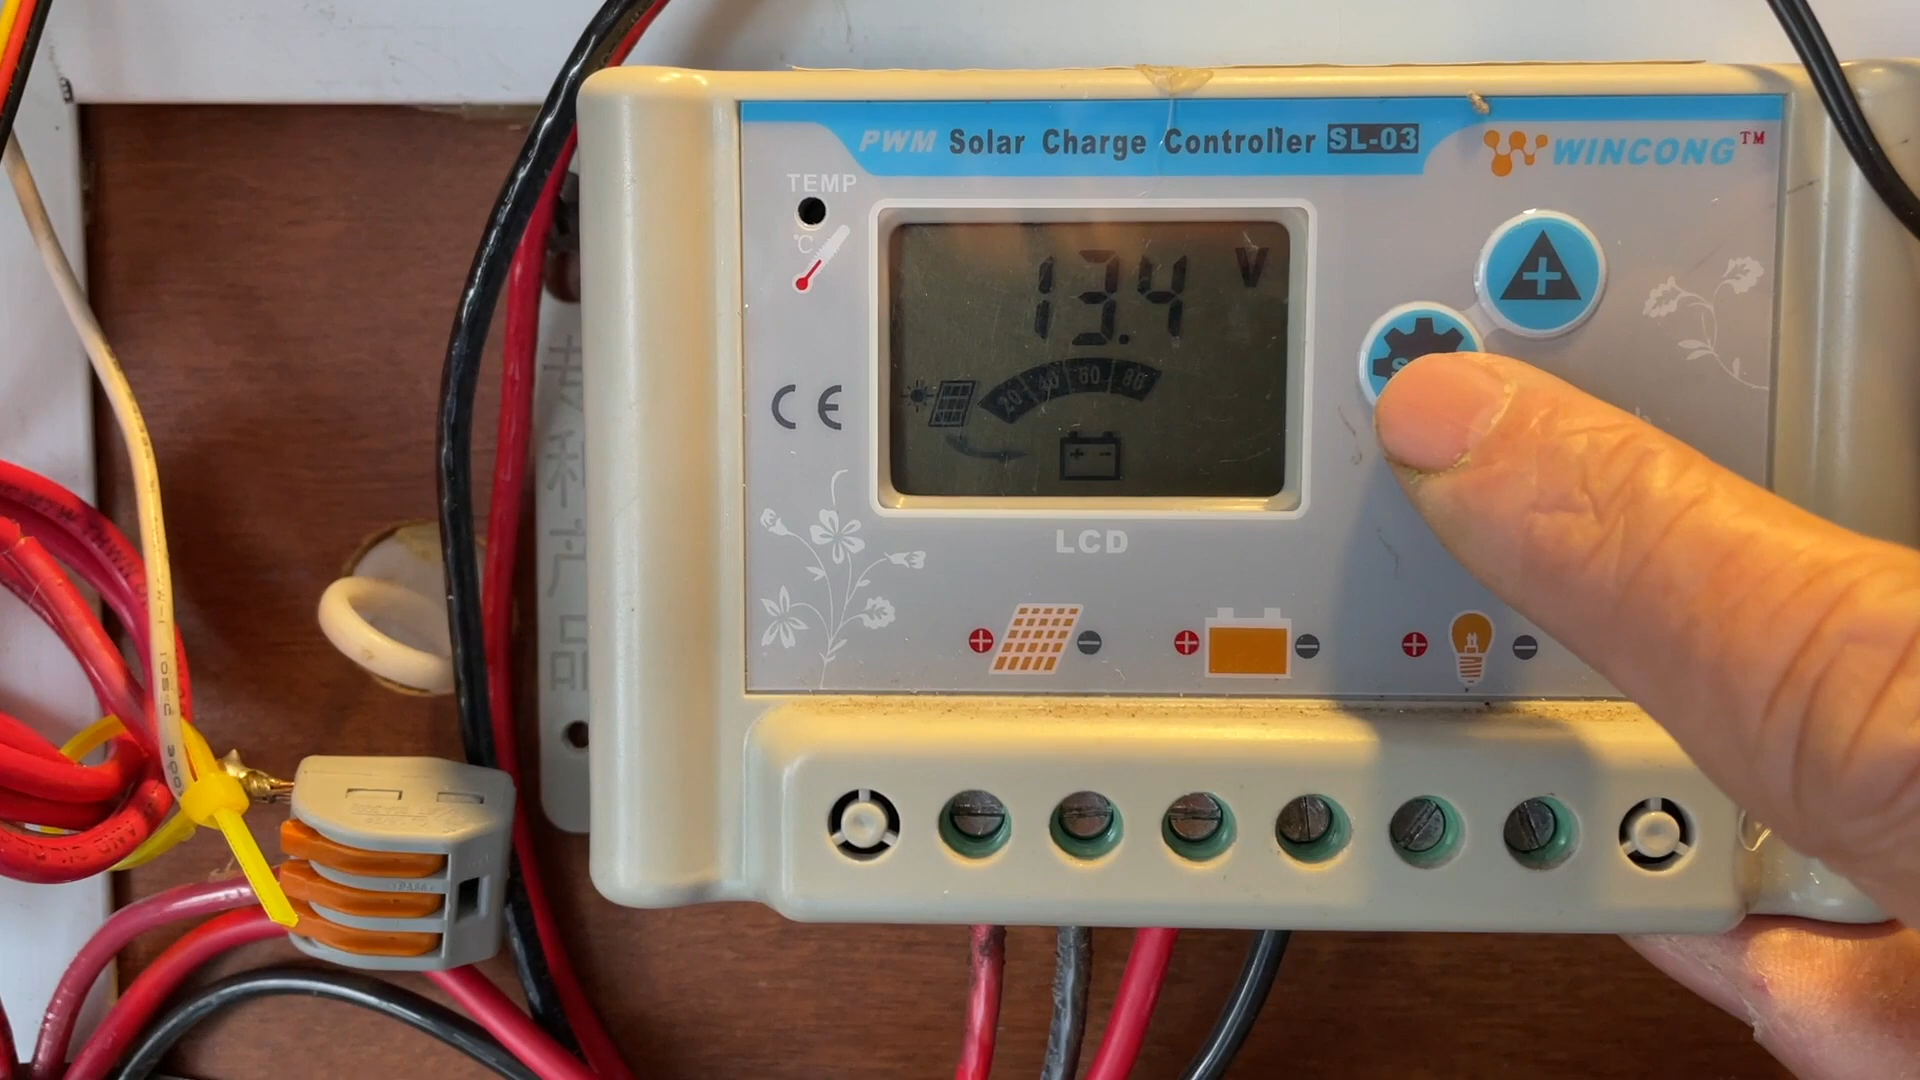 PWM Solar Charge Controller SL-03
WINCONG™
TEMP
°C
13.4 V
20 40 60 80
+ -
CE
LCD